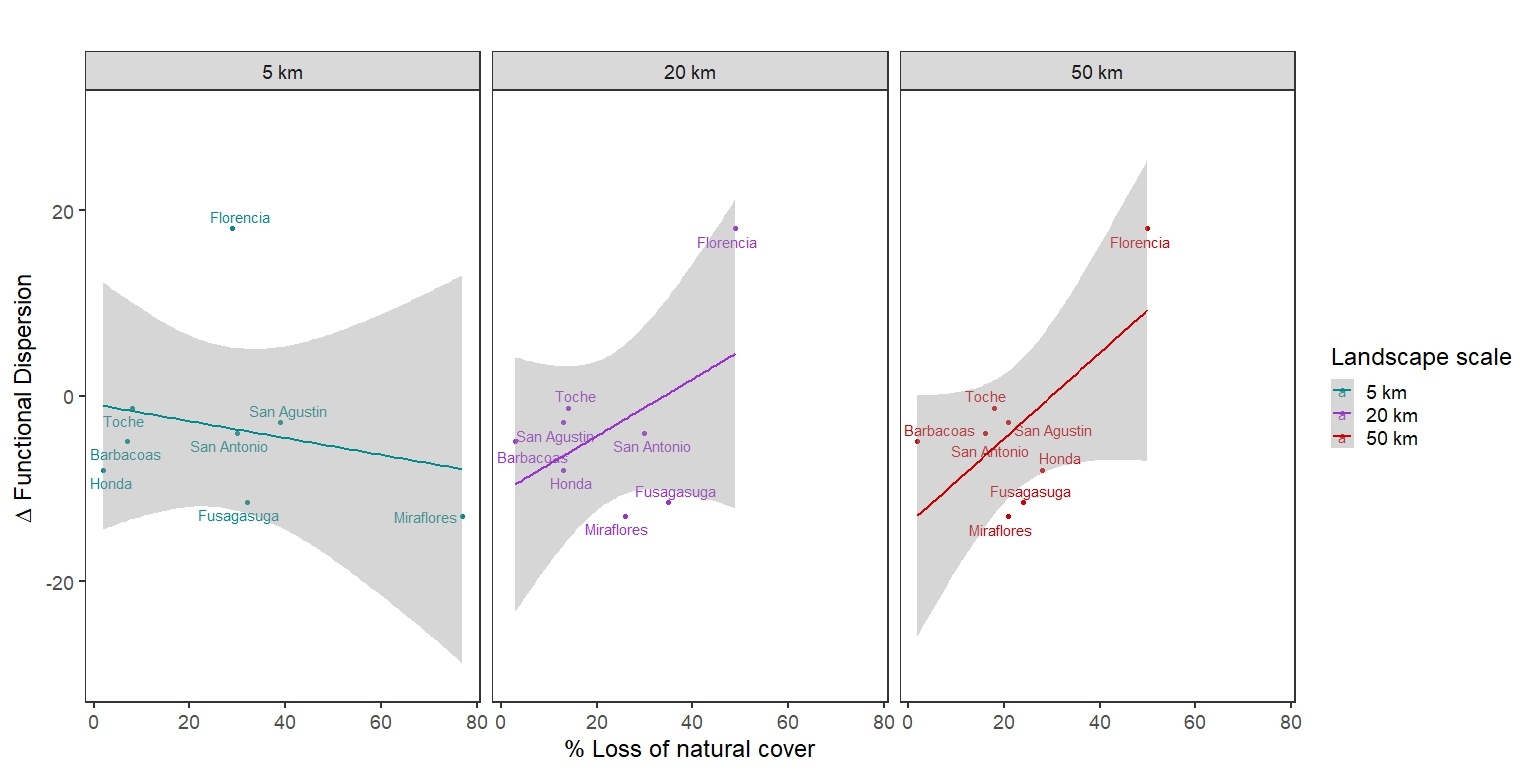 5 km
20 km
50 km
Δ Functional Dispersion
20
0
-20
Florencia
Toche
San Agustin
San Antonio
Barbacoas
Honda
Fusagasuga
Miraflores
Florencia
Toche
San Agustin
San Antonio
Barbacoas
Honda
Fusagasuga
Miraflores
Florencia
Toche
Barbacoas
San Agustin
San Antonio
Honda
Fusagasuga
Miraflores
0 20 40 60 80
0 20 40 60 80
0 20 40 60 80
% Loss of natural cover
Landscape scale
a 5 km
a 20 km
a 50 km